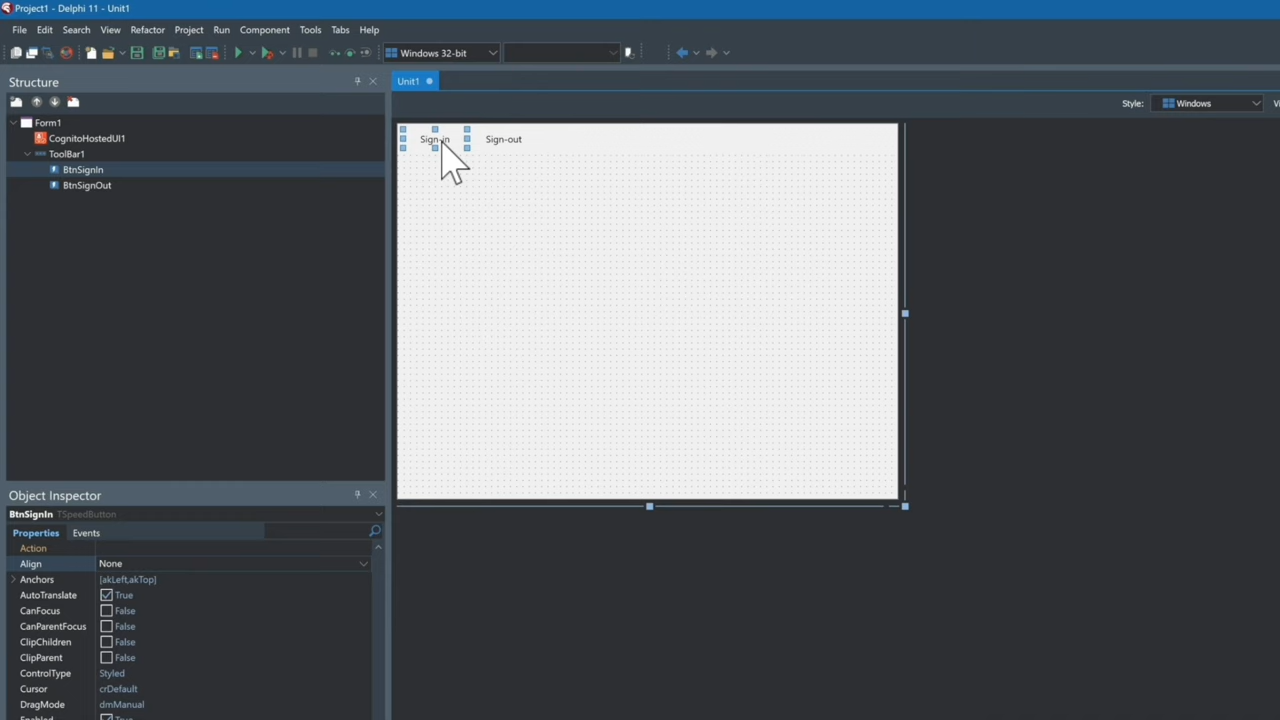 Project1 - Delphi 11 - Unit1
File Edit Search View Refactor Project Run Component Tools Tabs Help
Windows 32-bit
Structure
Unit1
Style: Windows
Form1
CognitoHostedUI1
ToolBar1
BtnSignIn
BtnSignOut
Sign-in Sign-out
Object Inspector
BtnSignIn TSpeedButton
Properties Events
Action
Align None
Anchors [akLeft,akTop]
AutoTranslate True
CanFocus False
CanParentFocus False
ClipChildren False
ClipParent False
ControlType Styled
Cursor crDefault
DragMode dmManual